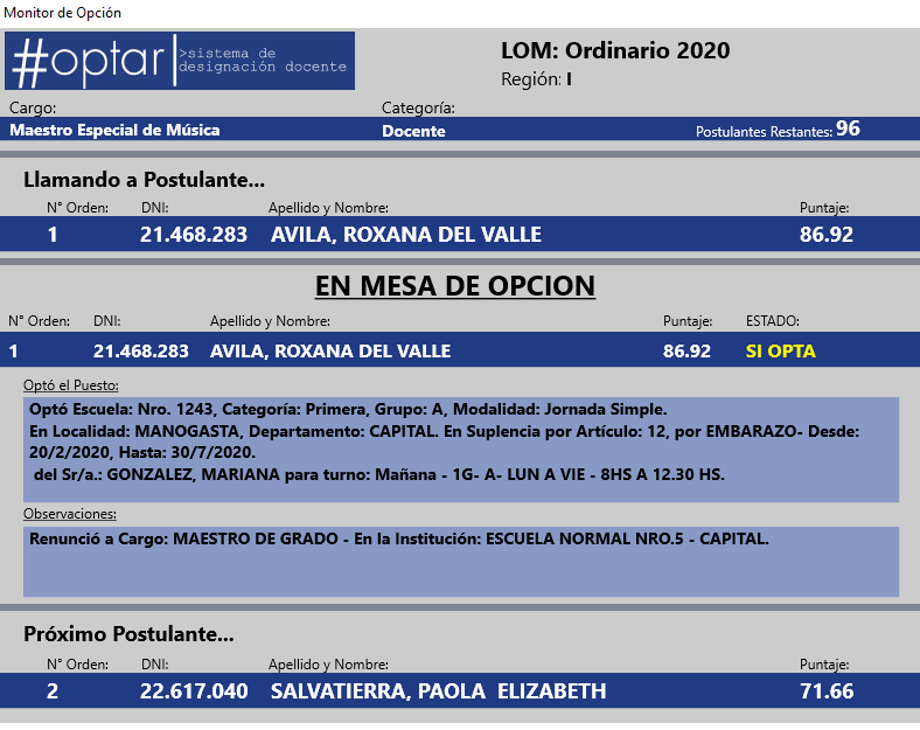 Monitor de Opción
#optar >sistema de
designación docente
LOM: Ordinario 2020
Región: I
Cargo: Categoría:
Maestro Especial de Música Docente Postulantes Restantes: 96
Llamando a Postulante...
N° Orden: DNI: Apellido y Nombre: Puntaje:
1 21.468.283 AVILA, ROXANA DEL VALLE 86.92
EN MESA DE OPCION
N° Orden: DNI: Apellido y Nombre: Puntaje: ESTADO:
1 21.468.283 AVILA, ROXANA DEL VALLE 86.92 SI OPTA
Optó el Puesto:
Optó Escuela: Nro. 1243, Categoría: Primera, Grupo: A, Modalidad: Jornada Simple.
En Localidad: MANOGASTA, Departamento: CAPITAL. En Suplencia por Artículo: 12, por EMBARAZO- Desde:
20/2/2020, Hasta: 30/7/2020.
del Sr/a.: GONZALEZ, MARIANA para turno: Mañana - 1G- A- LUN A VIE - 8HS A 12.30 HS.
Observaciones:
Renunció a Cargo: MAESTRO DE GRADO - En la Institución: ESCUELA NORMAL NRO.5 - CAPITAL.
Próximo Postulante...
N° Orden: DNI: Apellido y Nombre: Puntaje:
2 22.617.040 SALVATIERRA, PAOLA ELIZABETH 71.66